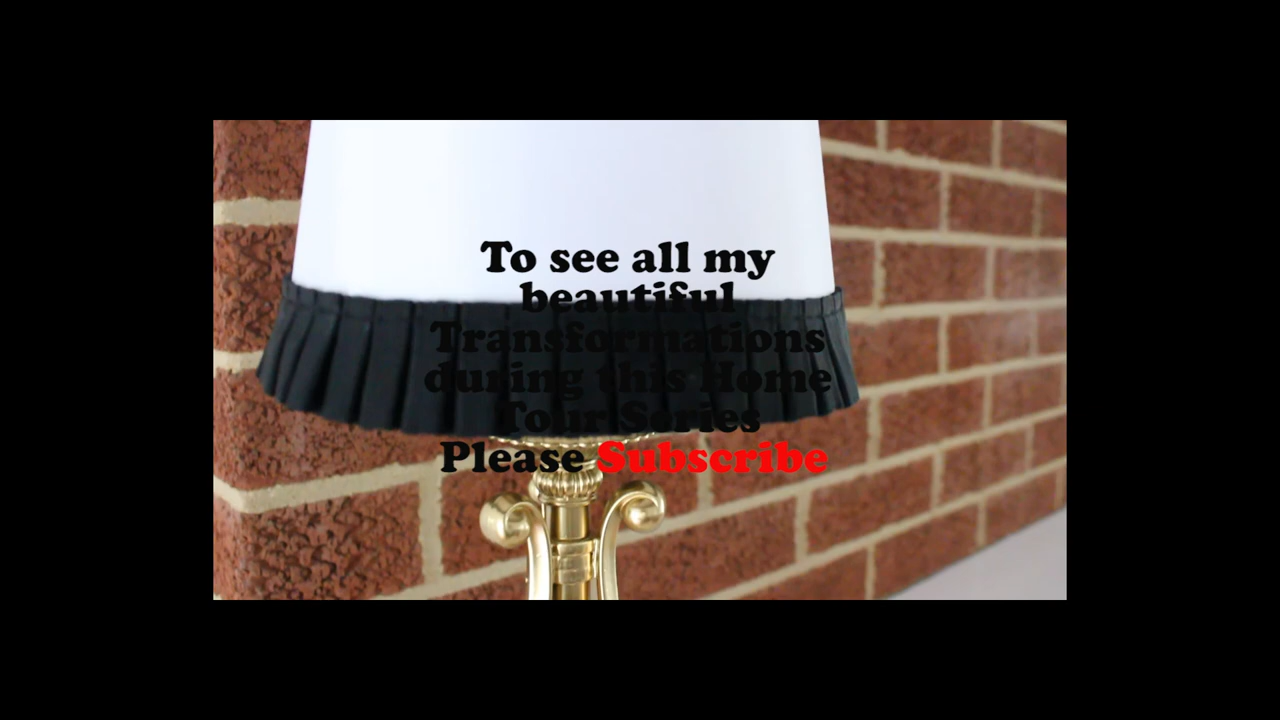 To see all my
beautiful
Transformations
during this Home
Tour Series
Please Subscribe